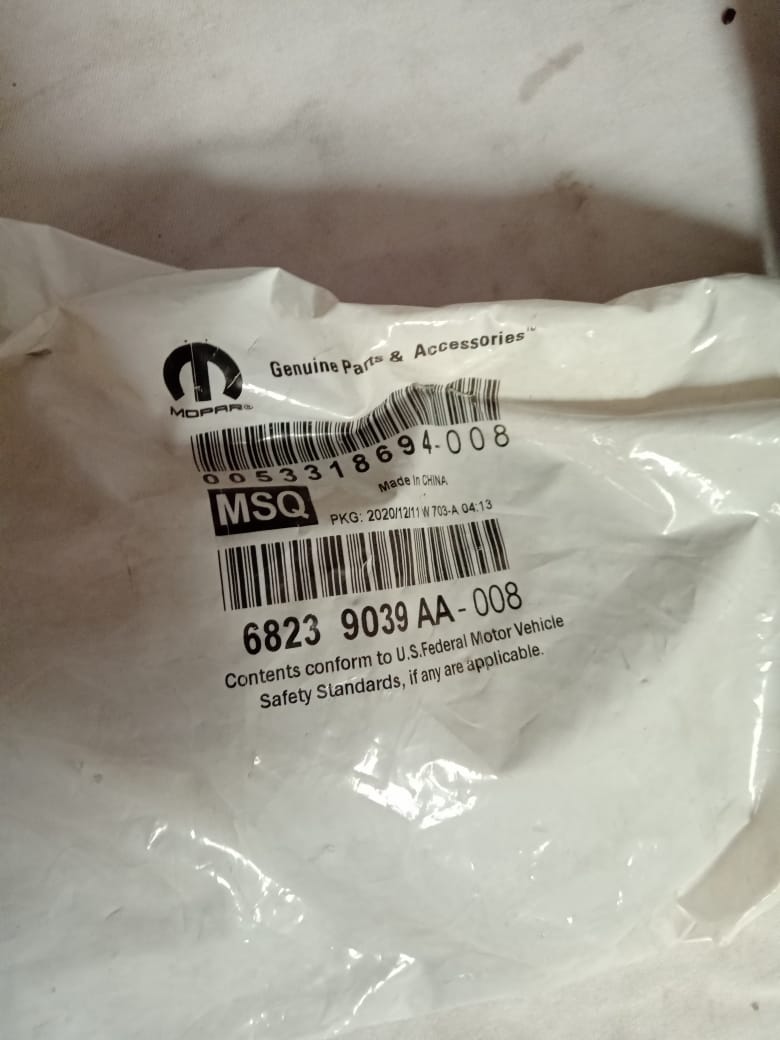 Genuine Parts & Accessories™
MOPAR®
0053318694-008
Made In CHINA
MSQ
PKG: 2020/12/11 W 703-A 04:13
6823 9039 AA-008
Contents conform to U.S.Federal Motor Vehicle
Safety Standards, if any are applicable.